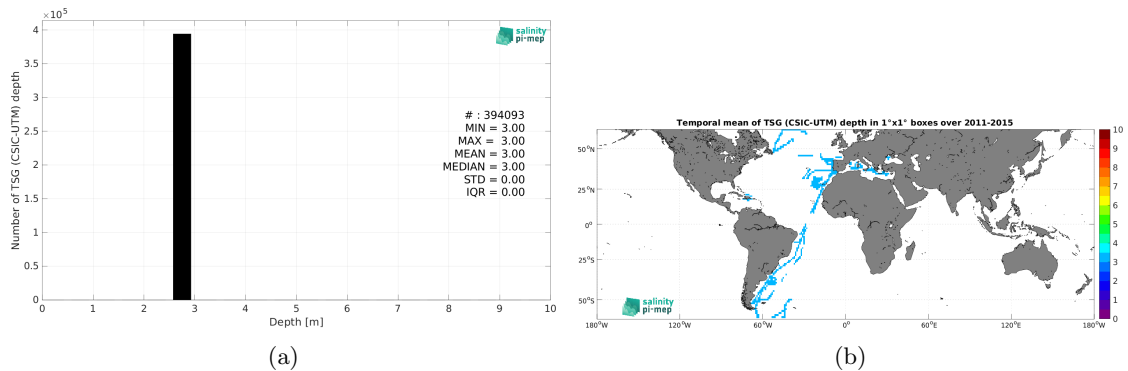 ×10⁵
4
3.5
3
2.5
2
1.5
1
0.5
0
Number of TSG (CSIC-UTM) depth
salinity
pi-mep
# : 394093
MIN = 3.00
MAX = 3.00
MEAN = 3.00
MEDIAN = 3.00
STD = 0.00
IQR = 0.00
0 1 2 3 4 5 6 7 8 9 10
Depth [m]
(a)
Temporal mean of TSG (CSIC-UTM) depth in 1°x1° boxes over 2011-2015
50°N
25°N
0°
25°S
50°S
salinity
pi-mep
180°W 120°W 60°W 0° 60°E 120°E 180°W
10
9
8
7
6
5
4
3
2
1
0
(b)